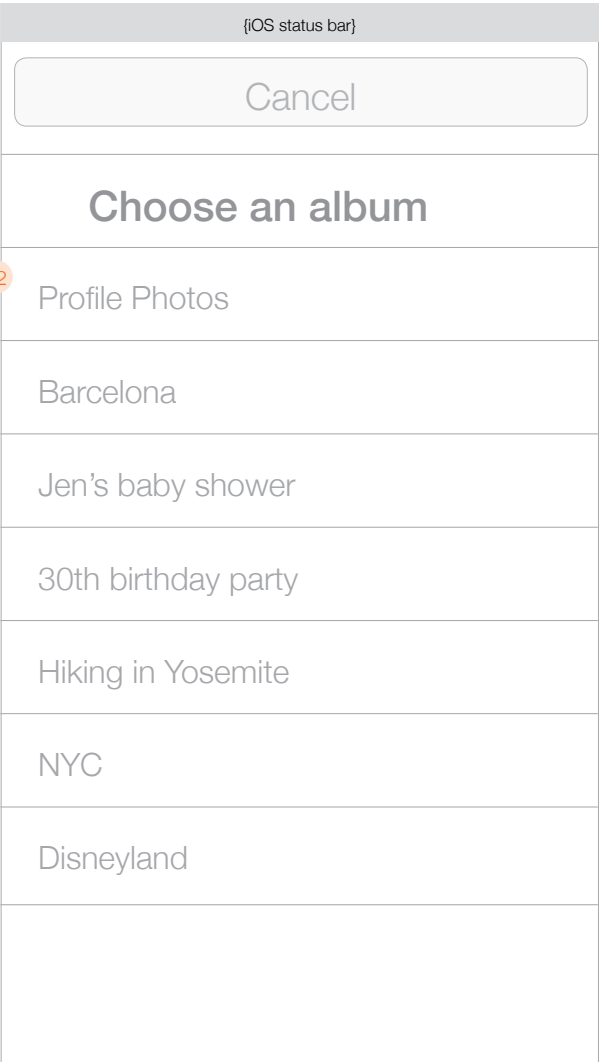 {iOS status bar}
Cancel
Choose an album
2
Profile Photos
Barcelona
Jen’s baby shower
30th birthday party
Hiking in Yosemite
NYC
Disneyland